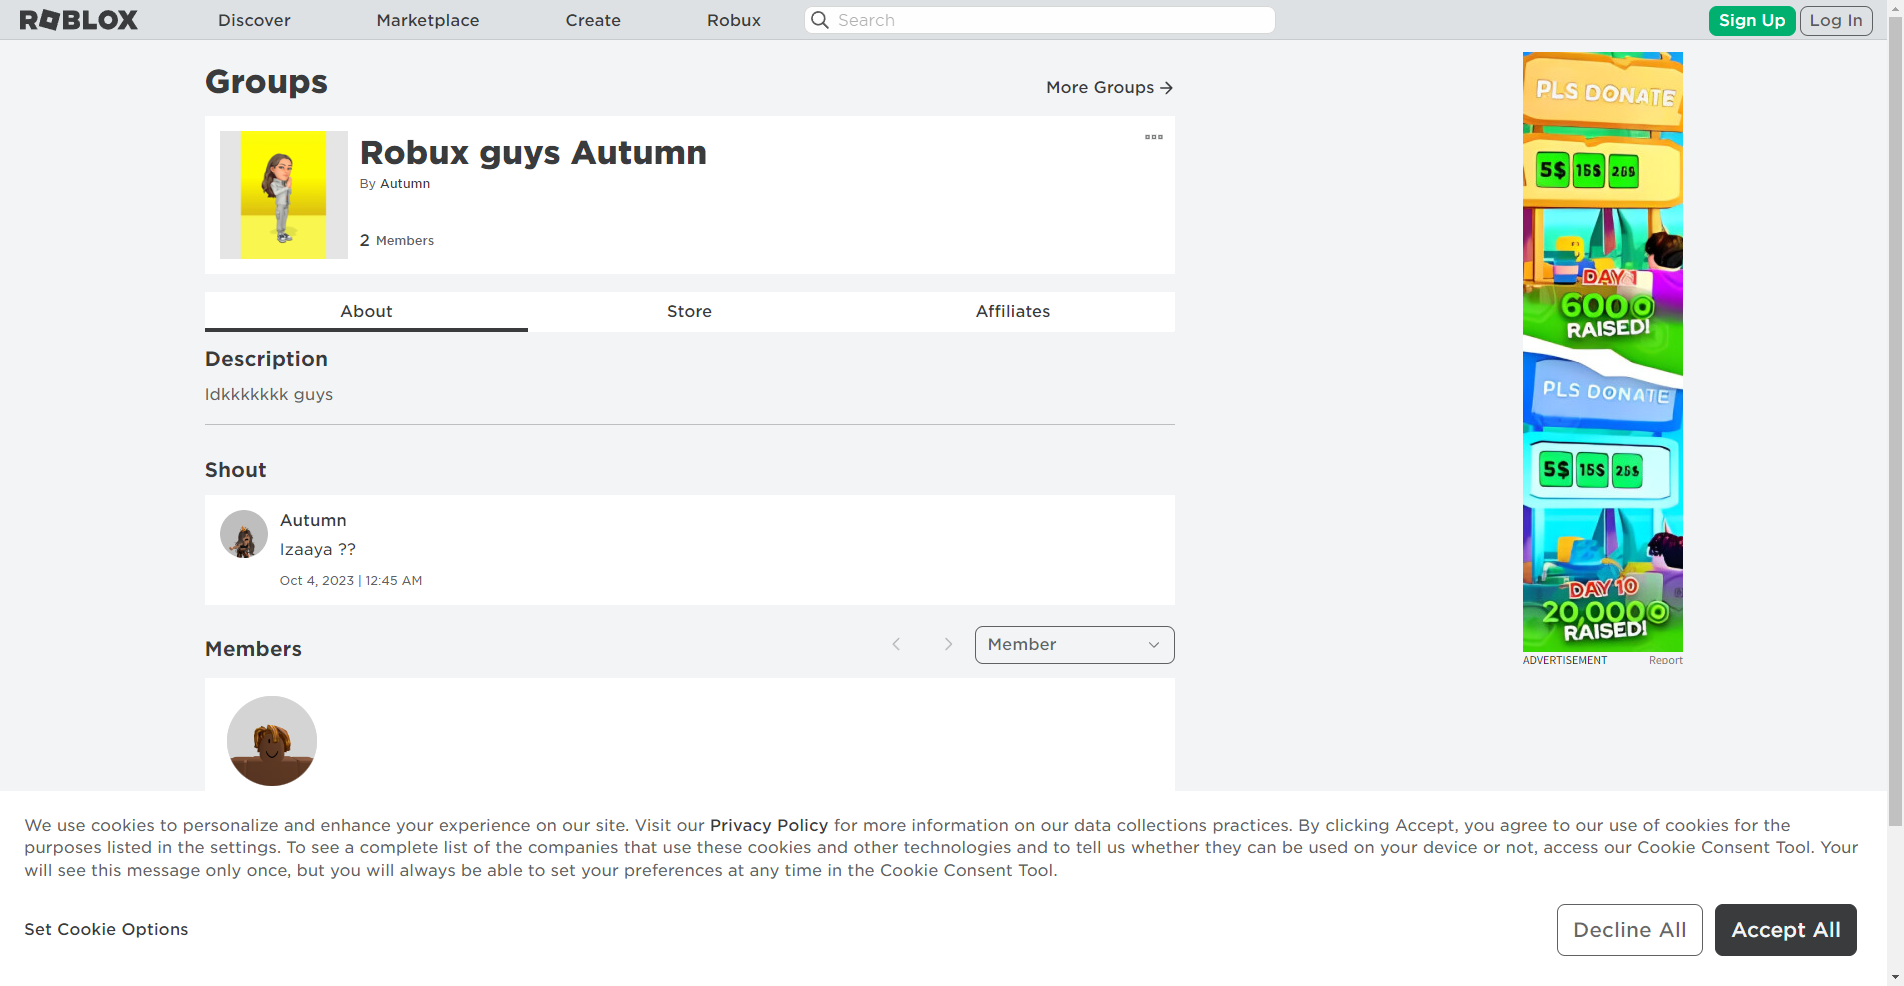 ROBLOX Discover Marketplace Create Robux Search Sign Up Log In
Groups
More Groups →
Robux guys Autumn
By Autumn
2 Members
About Store Affiliates
Description
Idkkkkkkk guys
Shout
Autumn
Izaaya ??
Oct 4, 2023 | 12:45 AM
Members
Member
PLS DONATE
5$ 15$
DAY 1
600
RAISED!
PLS DONATE
5$ 15$ 25$
DAY 10
20,000
RAISED!
ADVERTISEMENT Report
We use cookies to personalize and enhance your experience on our site. Visit our Privacy Policy for more information on our data collections practices. By clicking Accept, you agree to our use of cookies for the
purposes listed in the settings. To see a complete list of the companies that use these cookies and other technologies and to tell us whether they can be used on your device or not, access our Cookie Consent Tool. Your
will see this message only once, but you will always be able to set your preferences at any time in the Cookie Consent Tool.
Set Cookie Options
Decline All Accept All